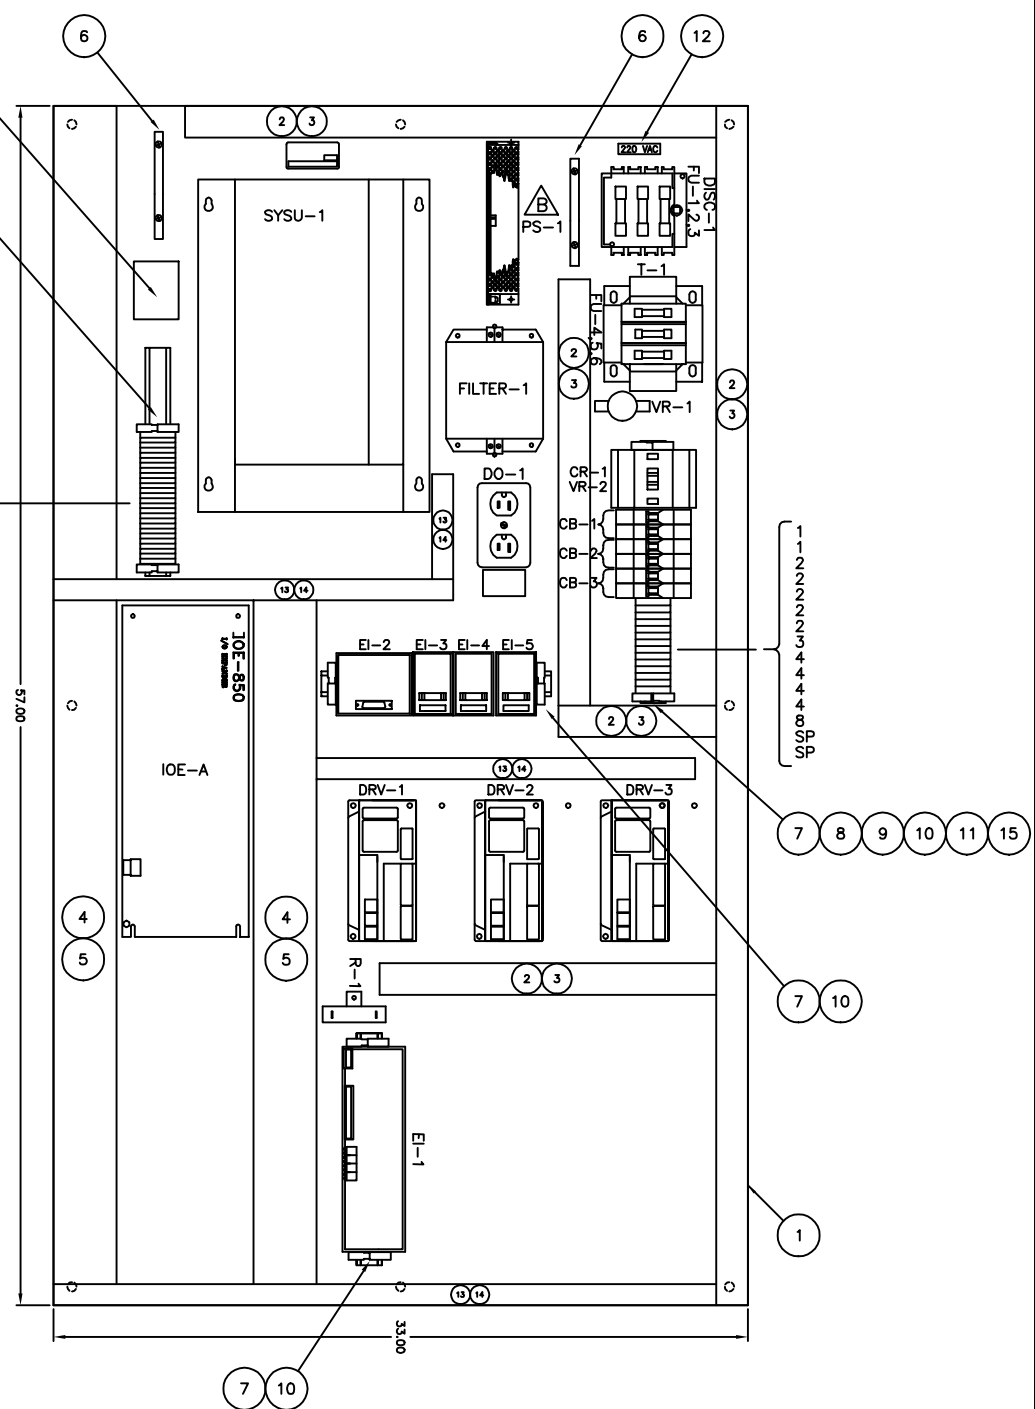 6
6
12
2 3
220 VAC
DISC-1
FU-1,2,3
SYSU-1
B
PS-1
T-1
FU-4,5,6
2
3
2
3
FILTER-1
VR-1
DO-1
CR-1
VR-2
CB-1
CB-2
CB-3
13
14
13 14
1
1
2
2
2
2
2
3
4
4
4
4
8
SP
SP
IOE-850
I/O EXPANDER
EI-2
EI-3
EI-4
EI-5
2 3
57.00
IOE-A
13 14
DRV-1
DRV-2
DRV-3
7 8 9 10 11 15
4
5
4
5
R-1
2 3
7 10
EI-1
1
13 14
33.00
7 10